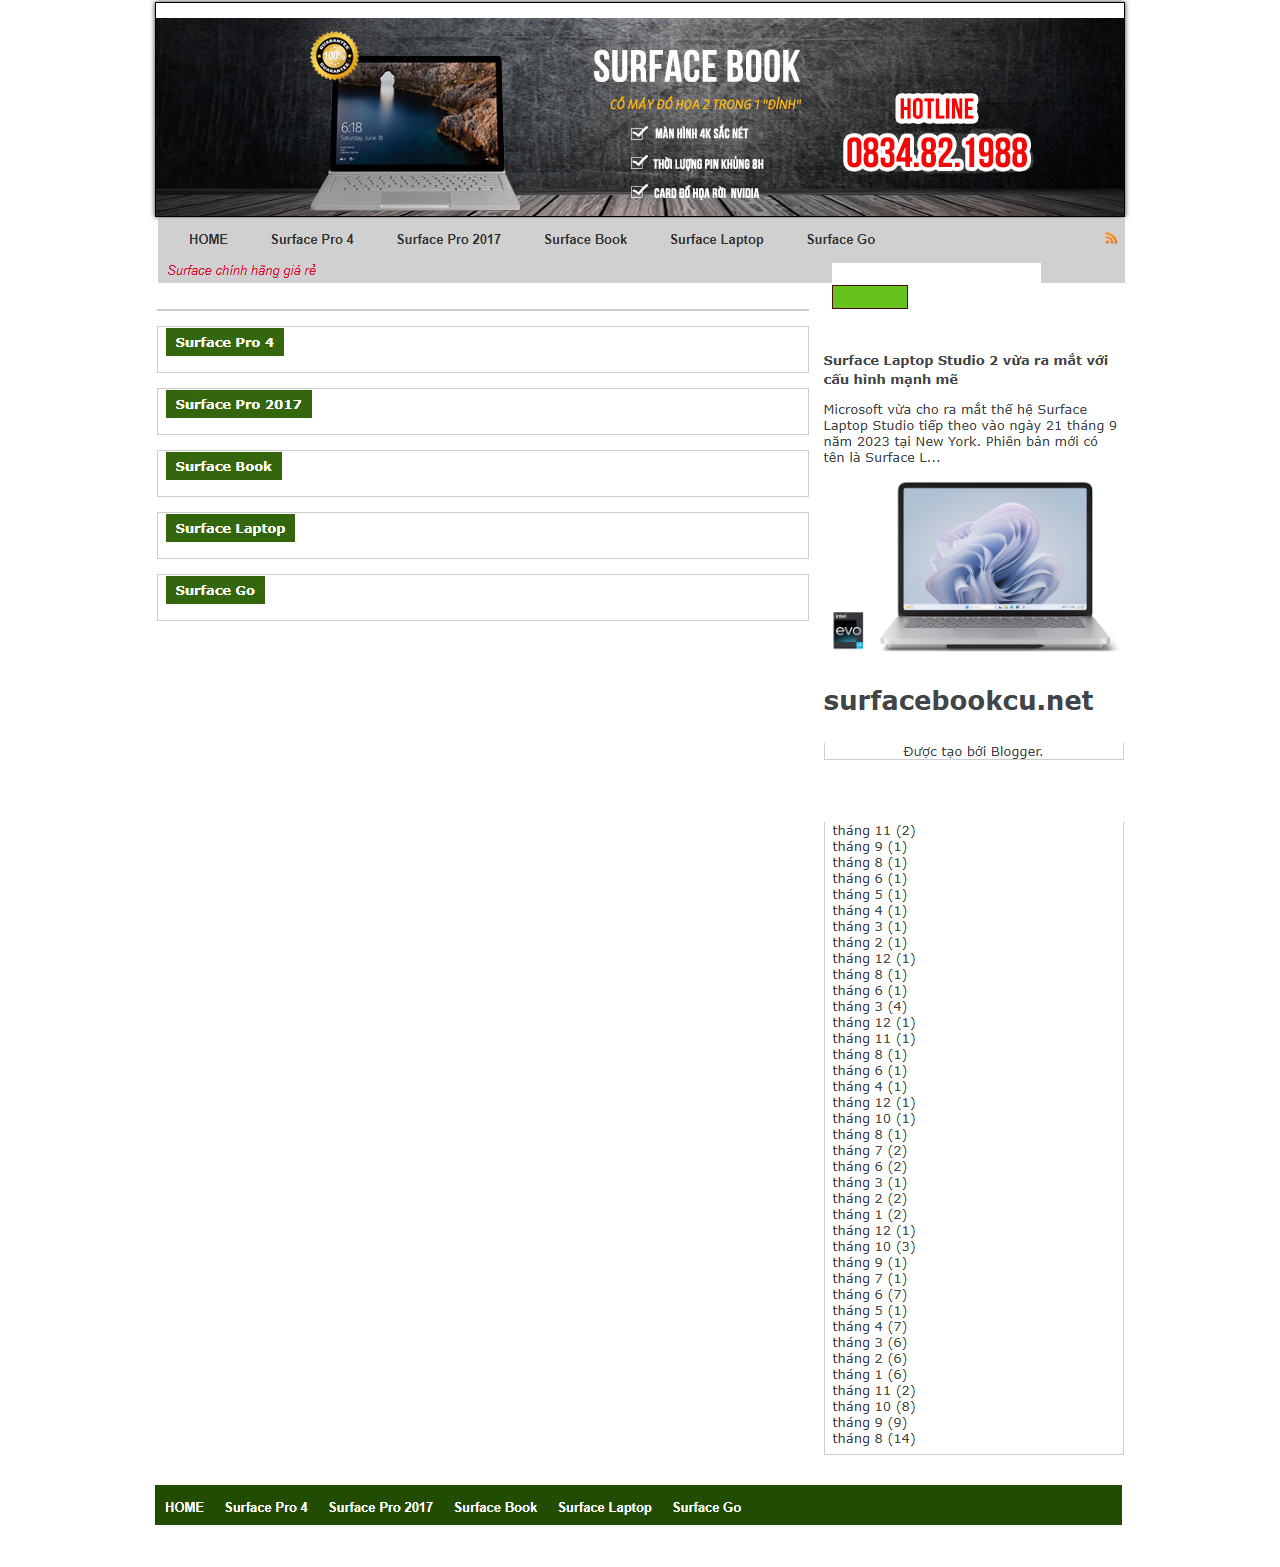 SURFACE BOOK
CỖ MÁY ĐỒ HỌA 2 TRONG 1 "ĐỈNH"
MÀN HÌNH 4K SẮC NÉT
THỜI LƯỢNG PIN KHỦNG 8H
CARD ĐỒ HỌA RỜI NVIDIA
HOTLINE
0834.82.1988
GUARANTEE
100%
GUARANTEE
6:18
Saturday, June 18
HOME
Surface Pro 4
Surface Pro 2017
Surface Book
Surface Laptop
Surface Go
Surface chính hãng giá rẻ
Surface Pro 4
Surface Pro 2017
Surface Book
Surface Laptop
Surface Go
Surface Laptop Studio 2 vừa ra mắt với
cấu hình mạnh mẽ
Microsoft vừa cho ra mắt thế hệ Surface
Laptop Studio tiếp theo vào ngày 21 tháng 9
năm 2023 tại New York. Phiên bản mới có
tên là Surface L...
intel
evo
surfacebookcu.net
Được tạo bởi Blogger.
tháng 11 (2)
tháng 9 (1)
tháng 8 (1)
tháng 6 (1)
tháng 5 (1)
tháng 4 (1)
tháng 3 (1)
tháng 2 (1)
tháng 12 (1)
tháng 8 (1)
tháng 6 (1)
tháng 3 (4)
tháng 12 (1)
tháng 11 (1)
tháng 8 (1)
tháng 6 (1)
tháng 4 (1)
tháng 12 (1)
tháng 10 (1)
tháng 8 (1)
tháng 7 (2)
tháng 6 (2)
tháng 3 (1)
tháng 2 (2)
tháng 1 (2)
tháng 12 (1)
tháng 10 (3)
tháng 9 (1)
tháng 7 (1)
tháng 6 (7)
tháng 5 (1)
tháng 4 (7)
tháng 3 (6)
tháng 2 (6)
tháng 1 (6)
tháng 11 (2)
tháng 10 (8)
tháng 9 (9)
tháng 8 (14)
HOME
Surface Pro 4
Surface Pro 2017
Surface Book
Surface Laptop
Surface Go